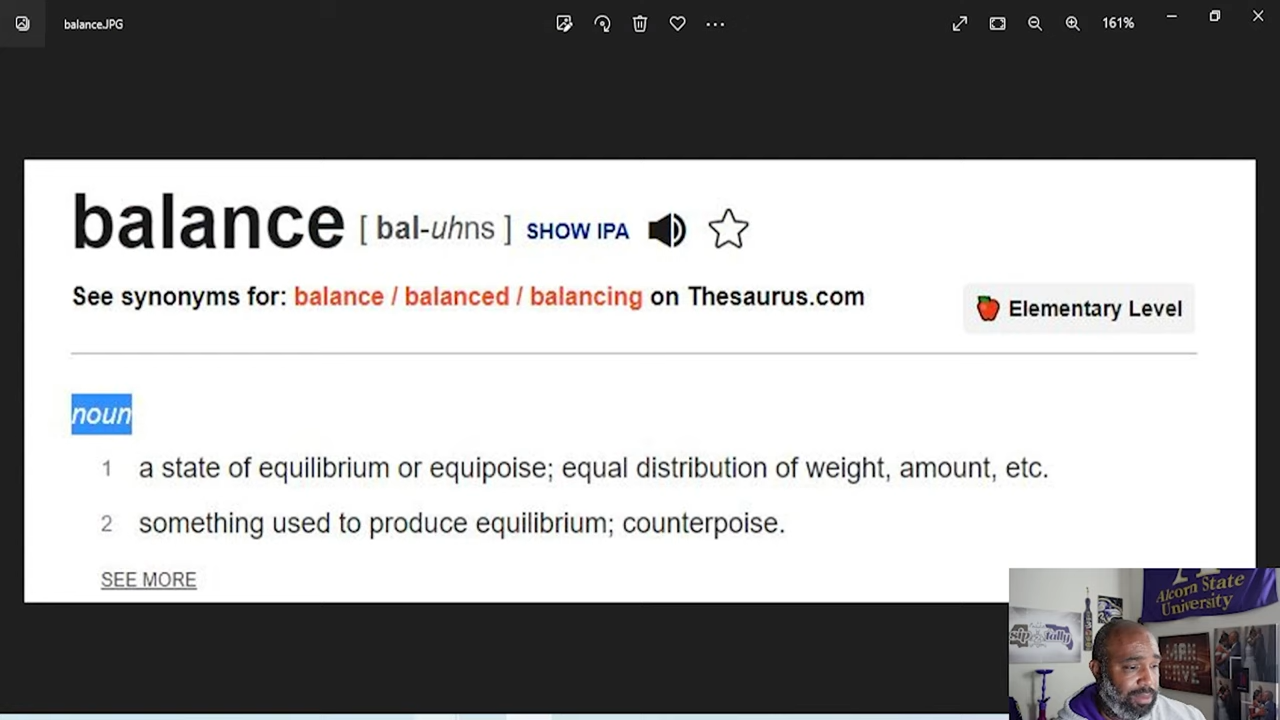 balance.JPG
161%
balance [ bal-uhns ] SHOW IPA
See synonyms for: balance / balanced / balancing on Thesaurus.com
Elementary Level
noun
1 a state of equilibrium or equipoise; equal distribution of weight, amount, etc.
2 something used to produce equilibrium; counterpoise.
SEE MORE
Alcorn State
University
MAN
CAVE